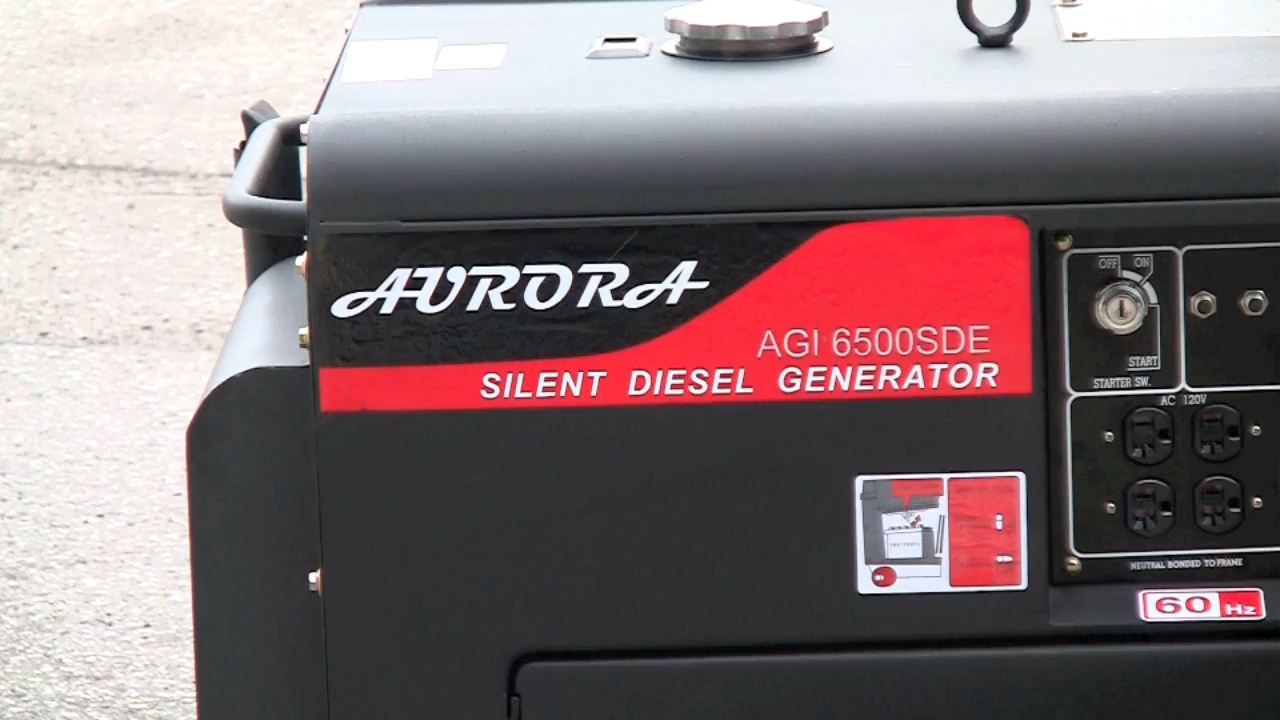 AURORA
AGI 6500SDE
SILENT DIESEL GENERATOR
OFF ON
START
STARTER SW.
AC 120V
BATTERY
NEUTRAL BONDED TO FRAME
60 Hz